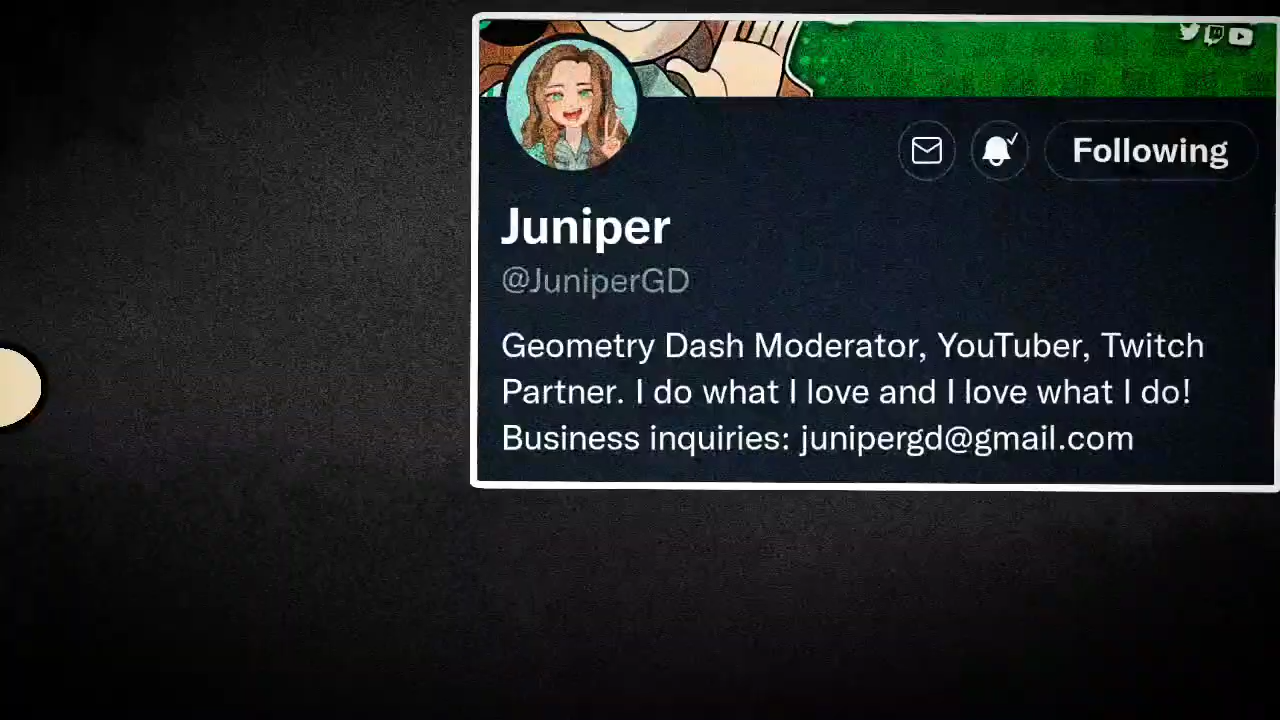 Following
Juniper
@JuniperGD
Geometry Dash Moderator, YouTuber, Twitch
Partner. I do what I love and I love what I do!
Business inquiries: junipergd@gmail.com